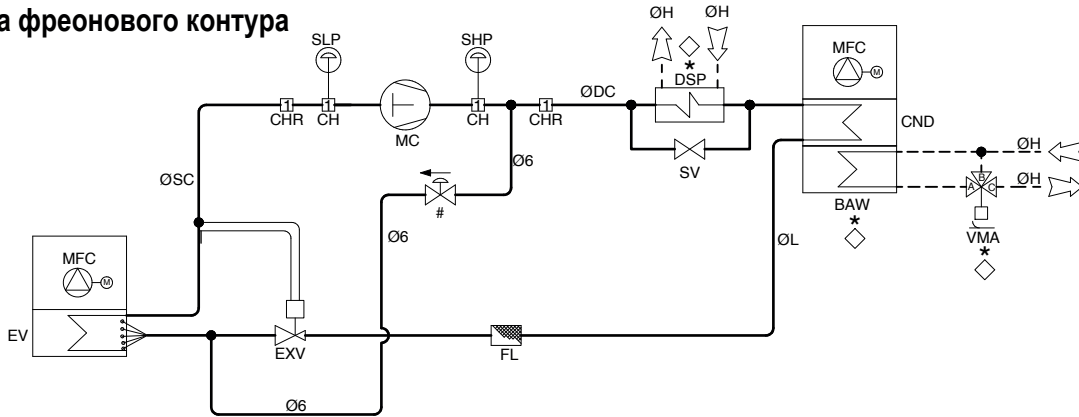 а фреонового контура
SLP
SHP
ØH
ØH
*
DSP
MFC
M
1
CHR
1
CH
MC
1
CH
1
CHR
ØDC
SV
CND
ØSC
Ø6
#
Ø6
ØH
B
A
C
ØH
BAW
*
VMA
*
ØL
MFC
M
EV
EXV
FL
Ø6